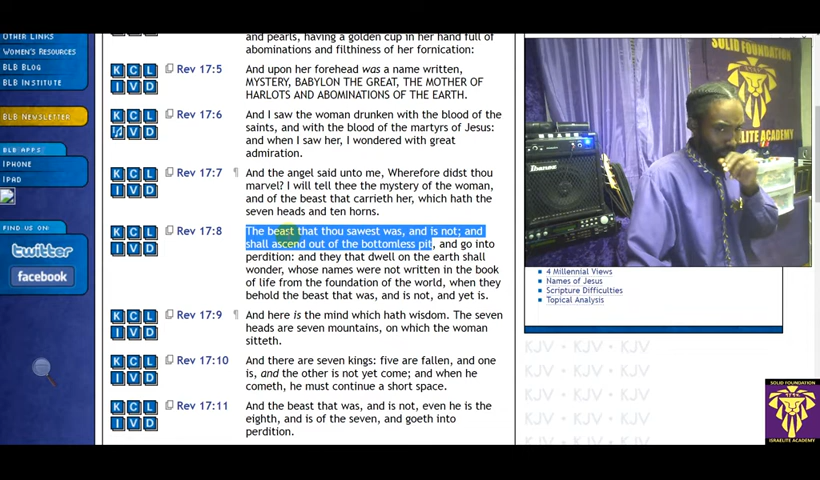 OTHER LINKS
WOMEN'S RESOURCES
BLB BLOG
BLB INSTITUTE
BLB NEWSLETTER
BLB APPS
IPHONE
IPAD
FIND US ON:
twitter
facebook
and pearls, having a golden cup in her hand full of
abominations and filthiness of her fornication:
K C L
I V D
Rev 17:5
And upon her forehead was a name written,
MYSTERY, BABYLON THE GREAT, THE MOTHER OF
HARLOTS AND ABOMINATIONS OF THE EARTH.
K C L
V D
Rev 17:6
And I saw the woman drunken with the blood of the
saints, and with the blood of the martyrs of Jesus:
and when I saw her, I wondered with great
admiration.
K C L
I V D
Rev 17:7 ¶
And the angel said unto me, Wherefore didst thou
marvel? I will tell thee the mystery of the woman,
and of the beast that carrieth her, which hath the
seven heads and ten horns.
K C L
I V D
Rev 17:8
The beast that thou sawest was, and is not; and
shall ascend out of the bottomless pit, and go into
perdition: and they that dwell on the earth shall
wonder, whose names were not written in the book
of life from the foundation of the world, when they
behold the beast that was, and is not, and yet is.
K C L
I V D
Rev 17:9 ¶
And here is the mind which hath wisdom. The seven
heads are seven mountains, on which the woman
sitteth.
K C L
I V D
Rev 17:10
And there are seven kings: five are fallen, and one
is, and the other is not yet come; and when he
cometh, he must continue a short space.
K C L
I V D
Rev 17:11
And the beast that was, and is not, even he is the
eighth, and is of the seven, and goeth into
perdition.
SOLID FOUNDATION
ISRAELITE ACADEMY
Ibanez
4 Millennial Views
Names of Jesus
Scripture Difficulties
Topical Analysis
KJV • KJV • KJV
KJV • KJV • KJV
SOLID FOUNDATION
ISRAELITE ACADEMY